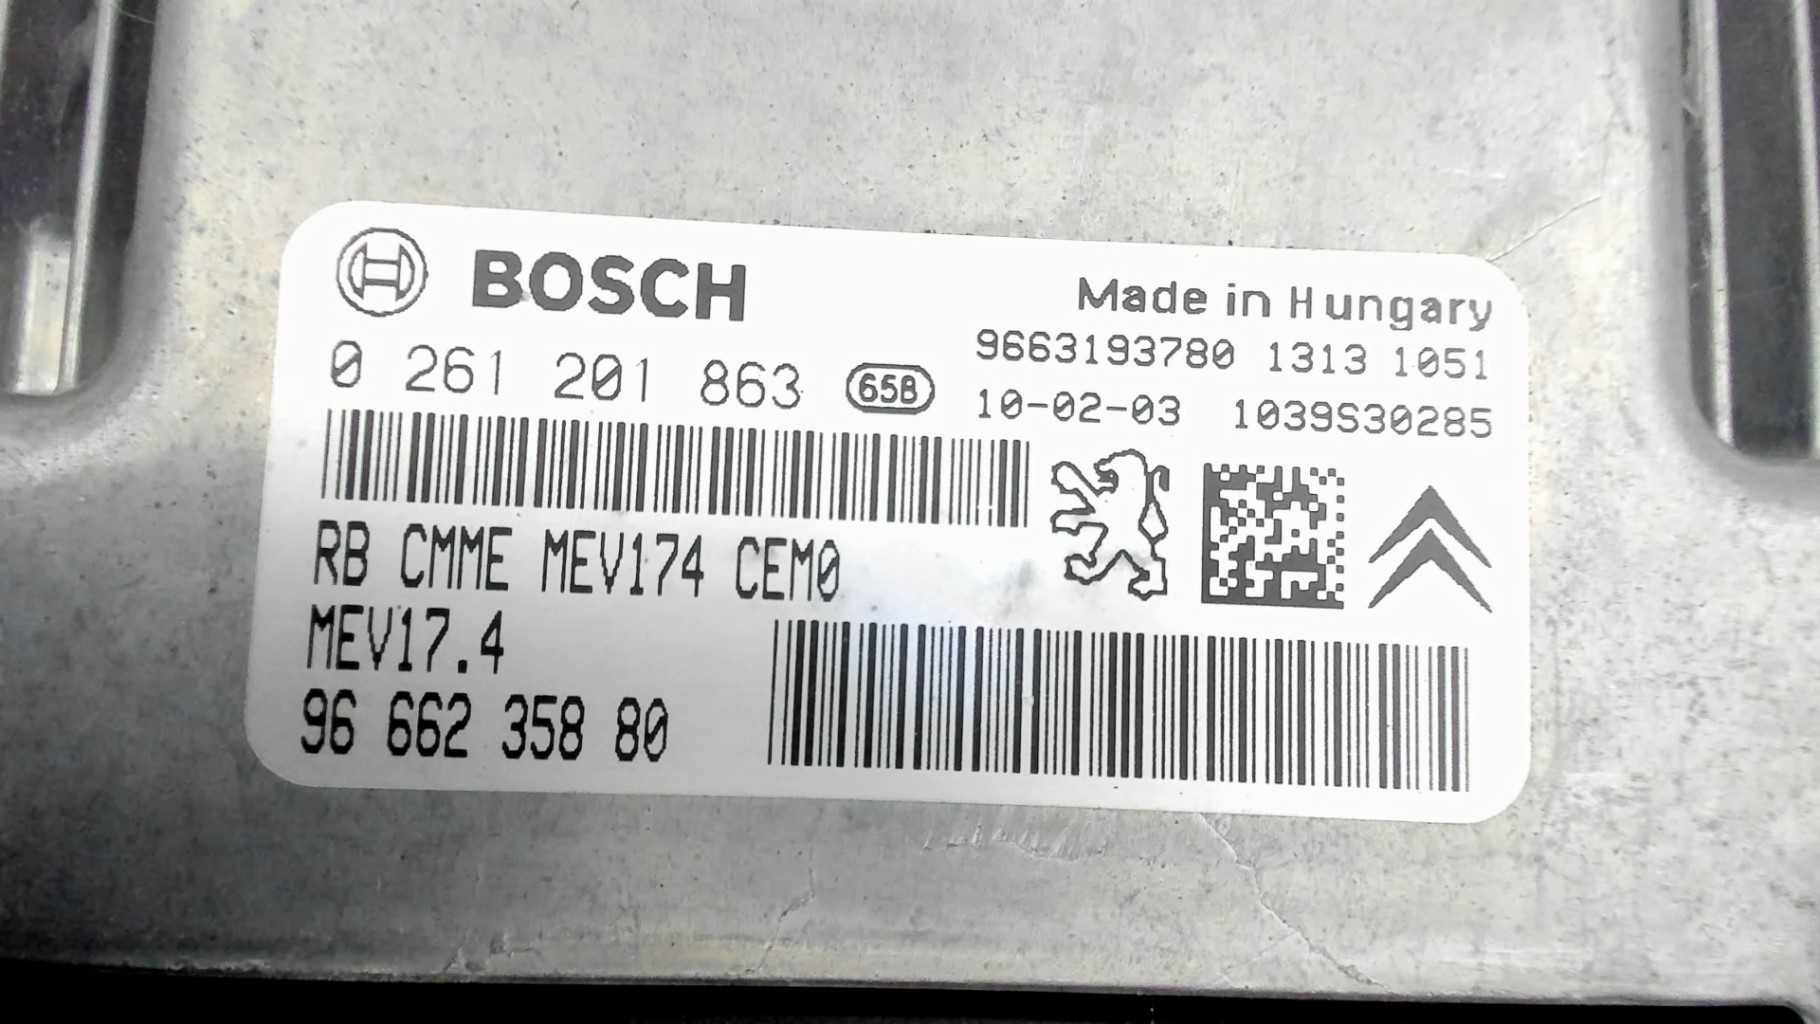 BOSCH
Made in Hungary
0 261 201 863 65B
9663193780 1313 1051
10-02-03 1039S30285
RB CMME MEV174 CEM0
MEV17.4
96 662 358 80